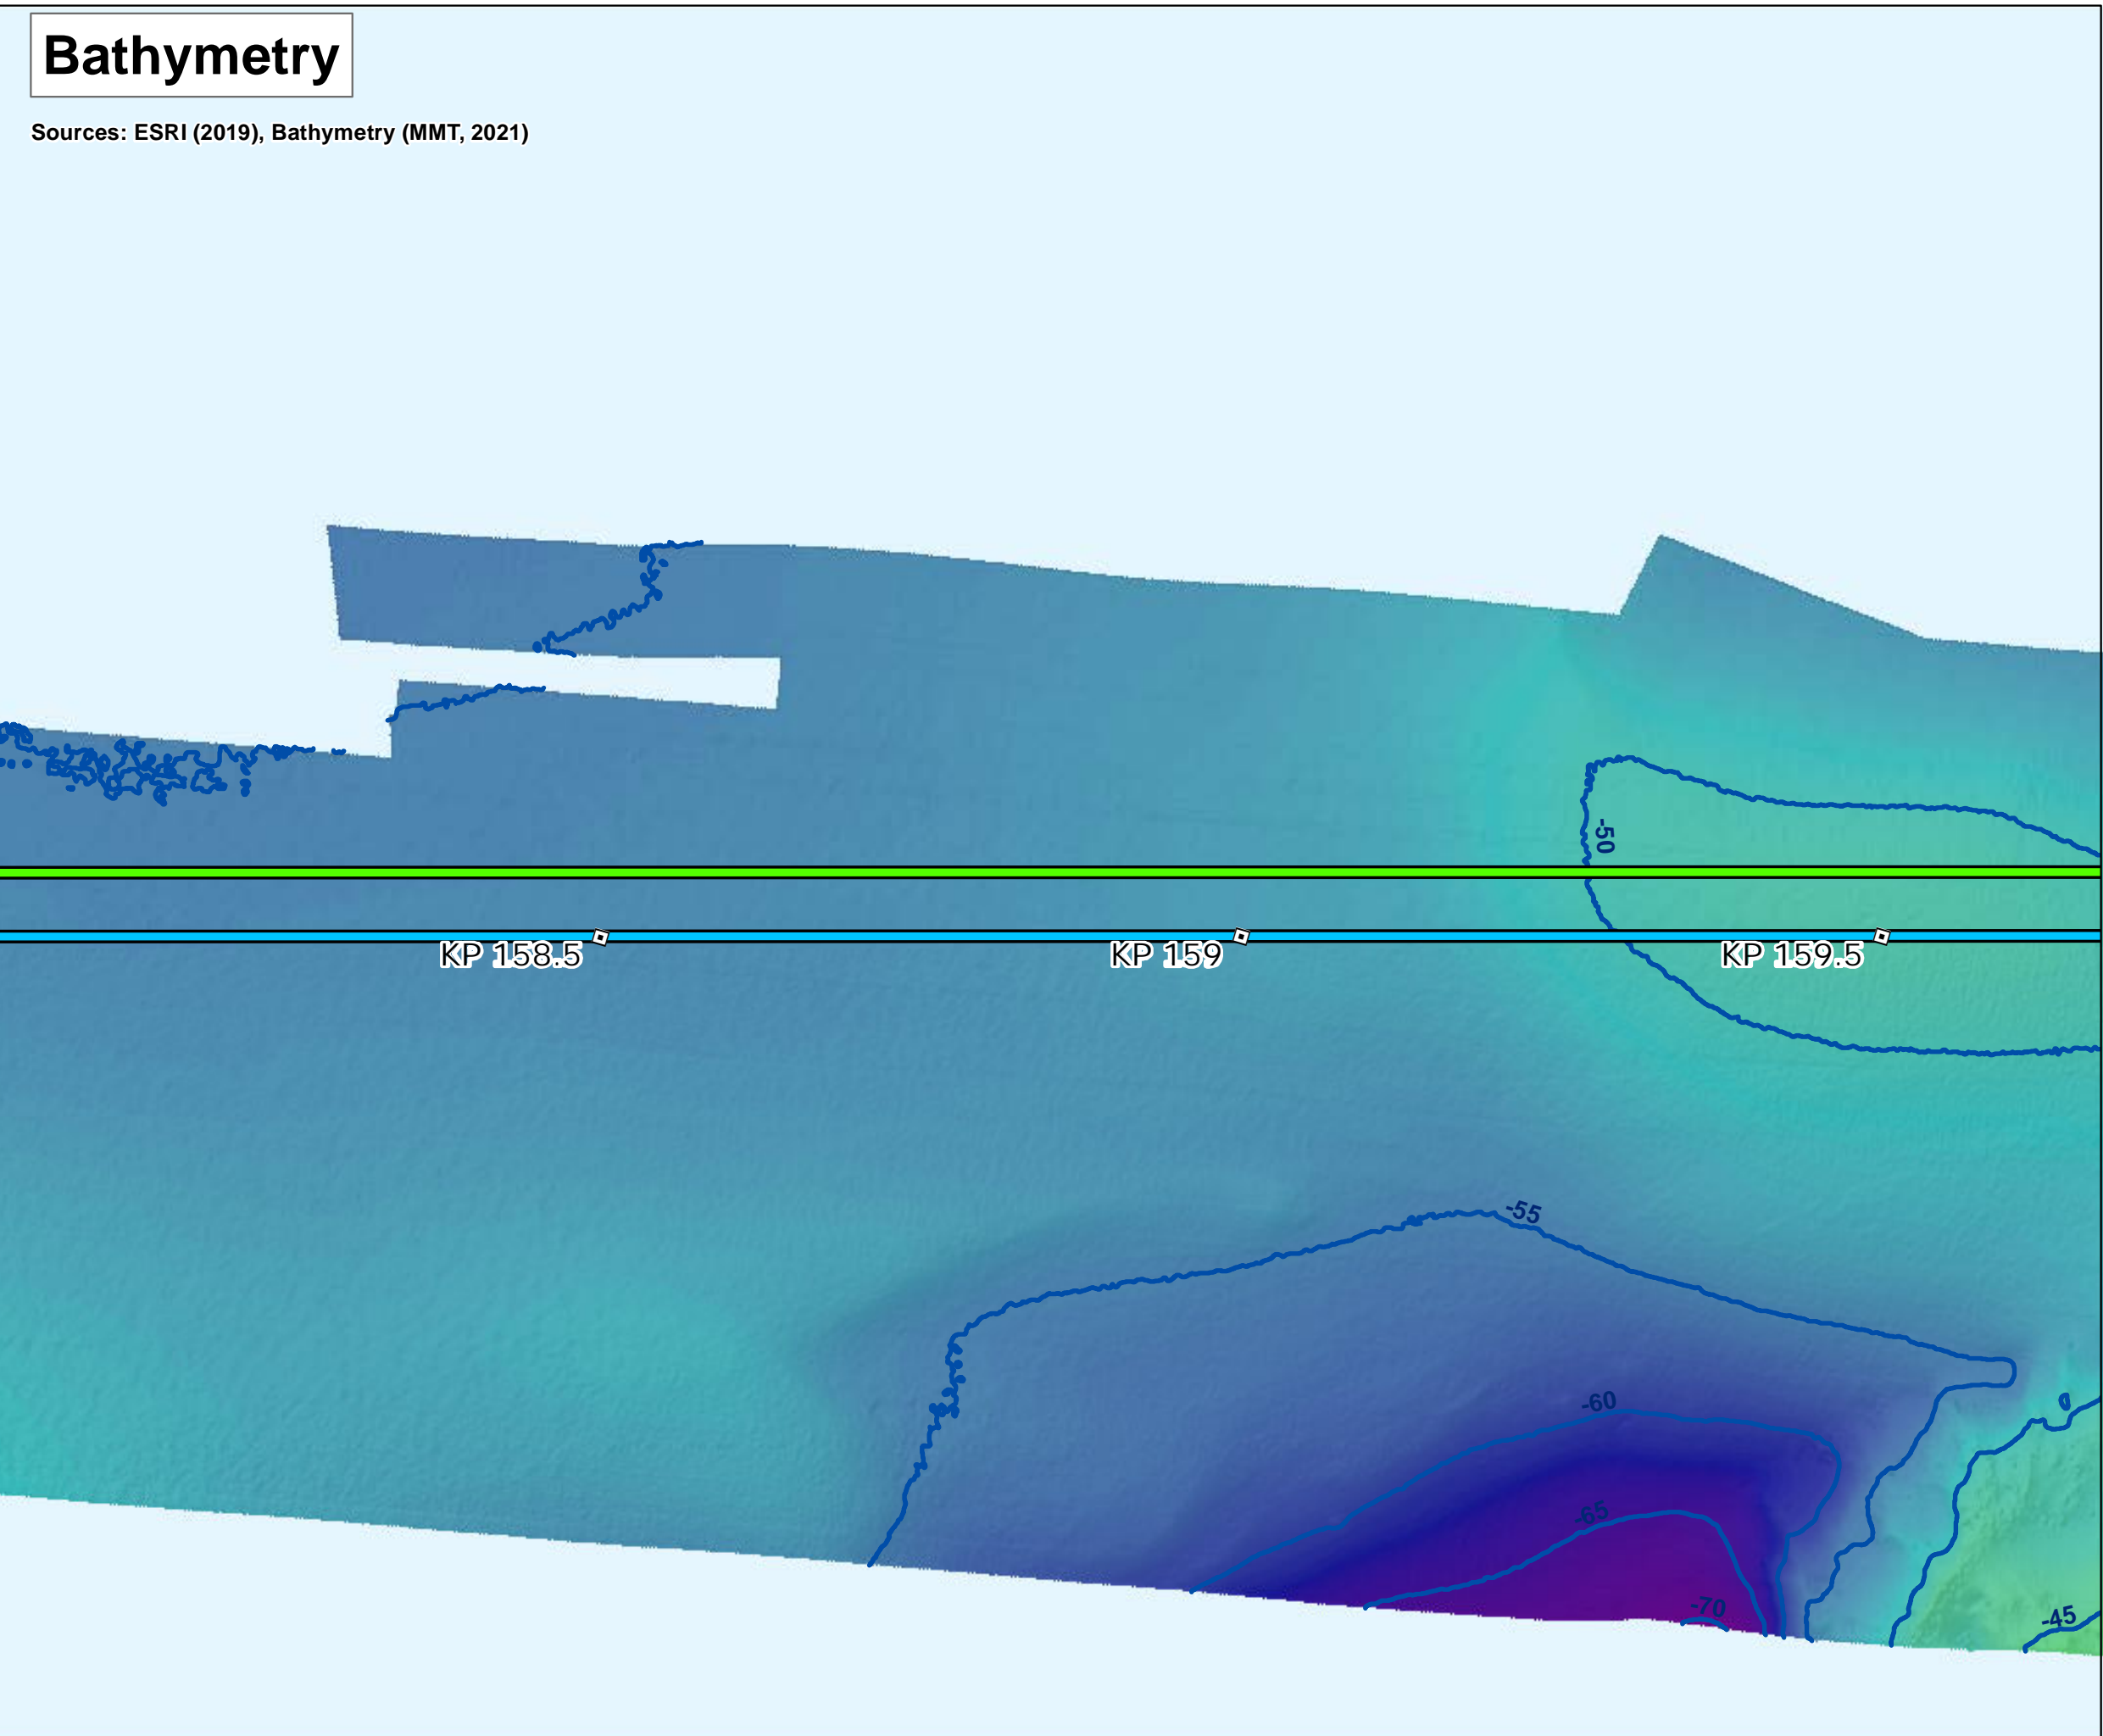 Bathymetry
Sources: ESRI (2019), Bathymetry (MMT, 2021)
-50
KP 158.5
KP 159
KP 159.5
-55
-60
-65
-70
-45